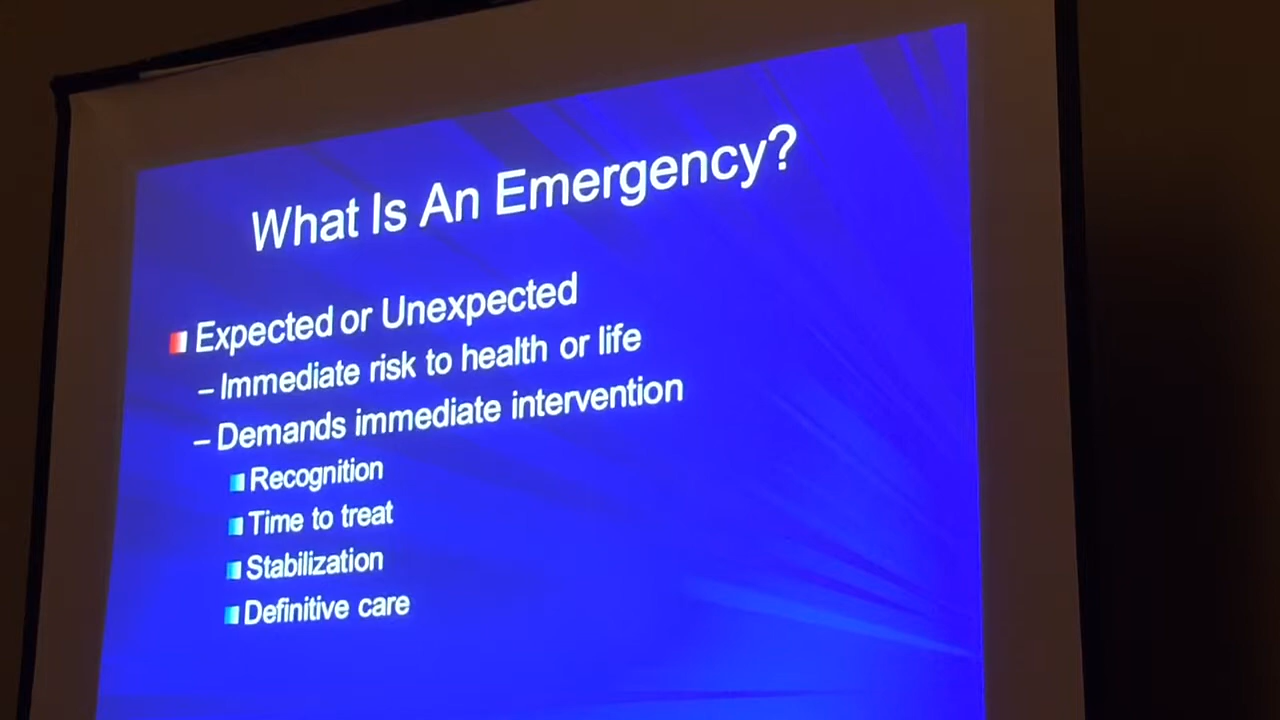 What Is An Emergency?
Expected or Unexpected
– Immediate risk to health or life
– Demands immediate intervention
Recognition
Time to treat
Stabilization
Definitive care